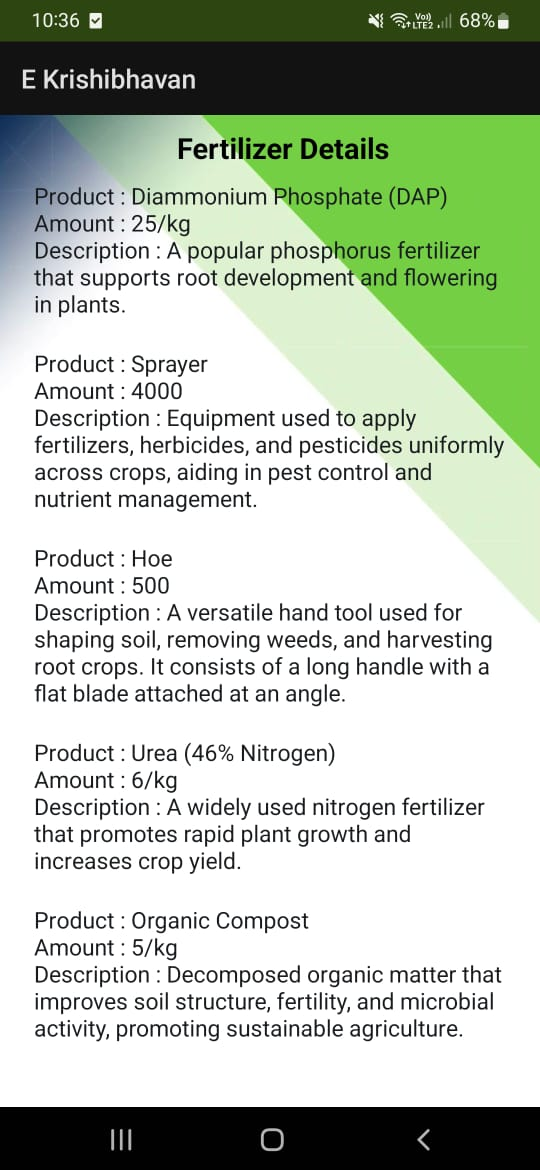 10:36
Vo)) LTE2 68%
E Krishibhavan
Fertilizer Details
Product : Diammonium Phosphate (DAP)
Amount : 25/kg
Description : A popular phosphorus fertilizer
that supports root development and flowering
in plants.
Product : Sprayer
Amount : 4000
Description : Equipment used to apply
fertilizers, herbicides, and pesticides uniformly
across crops, aiding in pest control and
nutrient management.
Product : Hoe
Amount : 500
Description : A versatile hand tool used for
shaping soil, removing weeds, and harvesting
root crops. It consists of a long handle with a
flat blade attached at an angle.
Product : Urea (46% Nitrogen)
Amount : 6/kg
Description : A widely used nitrogen fertilizer
that promotes rapid plant growth and
increases crop yield.
Product : Organic Compost
Amount : 5/kg
Description : Decomposed organic matter that
improves soil structure, fertility, and microbial
activity, promoting sustainable agriculture.